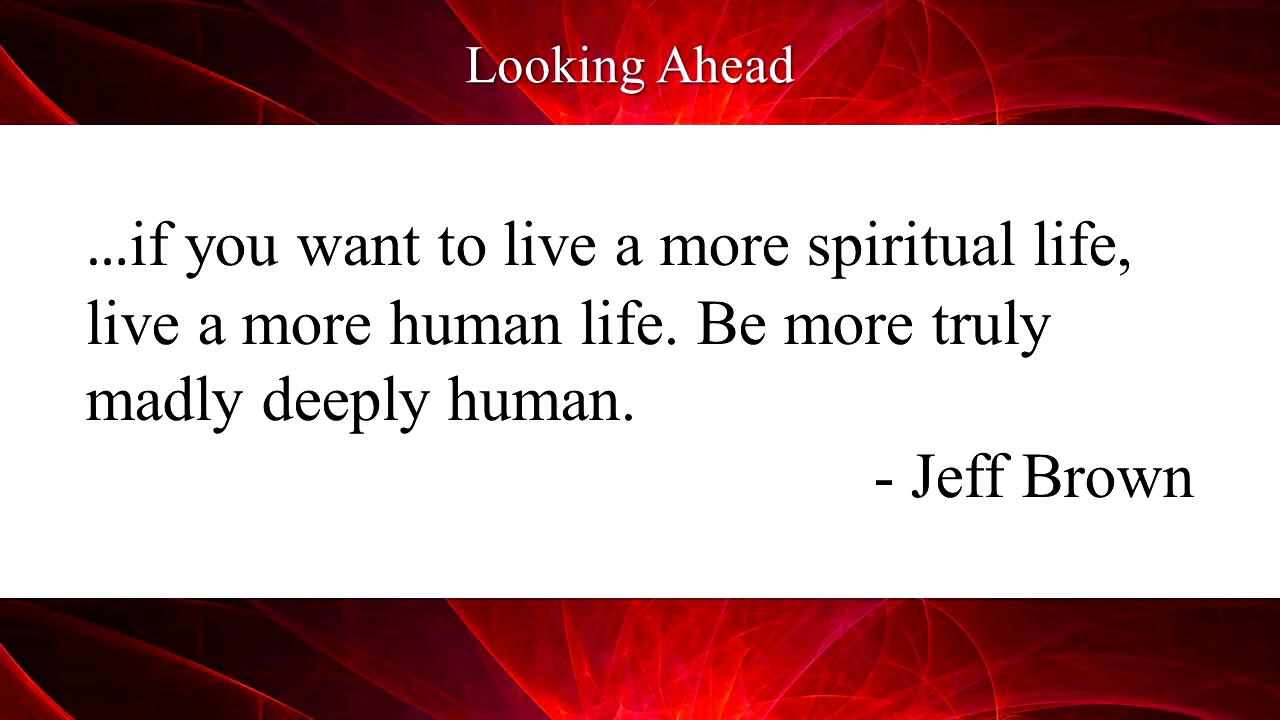 Looking Ahead
...if you want to live a more spiritual life,
live a more human life. Be more truly
madly deeply human.
- Jeff Brown